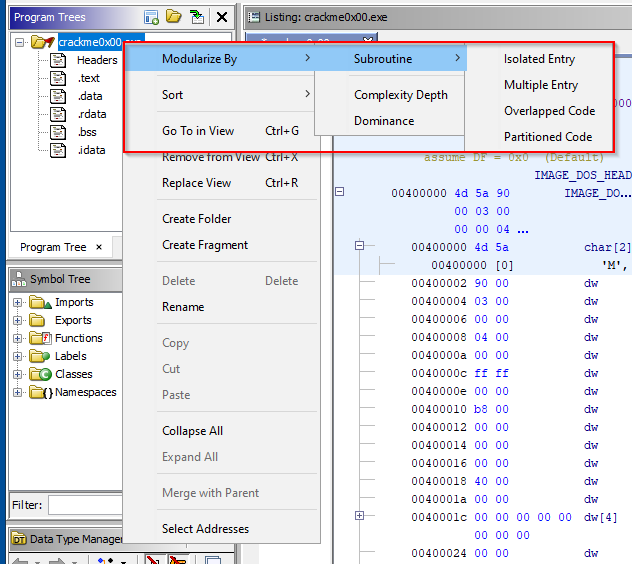 Program Trees
Listing: crackme0x00.exe
crackme0x00.exe
Headers
.text
.data
.rdata
.bss
.idata
Program Tree ×
Modularize By
Sort
Go To in View Ctrl+G
Remove from View Ctrl+X
Replace View Ctrl+R
Create Folder
Create Fragment
Delete Delete
Rename
Copy
Cut
Paste
Collapse All
Expand All
Merge with Parent
Select Addresses
Subroutine
Complexity Depth
Dominance
Isolated Entry
Multiple Entry
Overlapped Code
Partitioned Code
Symbol Tree
Imports
Exports
Functions
Labels
Classes
Namespaces
Filter:
Data Type Manager
assume DF = 0x0 (Default)
IMAGE_DOS_HEAD
00400000 4d 5a 90 IMAGE_DO...
00 03 00
00 00 04 ...
00400000 4d 5a char[2]
00400000 [0] 'M',
00400002 90 00 dw
00400004 03 00 dw
00400006 00 00 dw
00400008 04 00 dw
0040000a 00 00 dw
0040000c ff ff dw
0040000e 00 00 dw
00400010 b8 00 dw
00400012 00 00 dw
00400014 00 00 dw
00400016 00 00 dw
00400018 40 00 dw
0040001a 00 00 dw
0040001c 00 00 00 00 00 dw[4]
00 00 00
00400024 00 00 dw